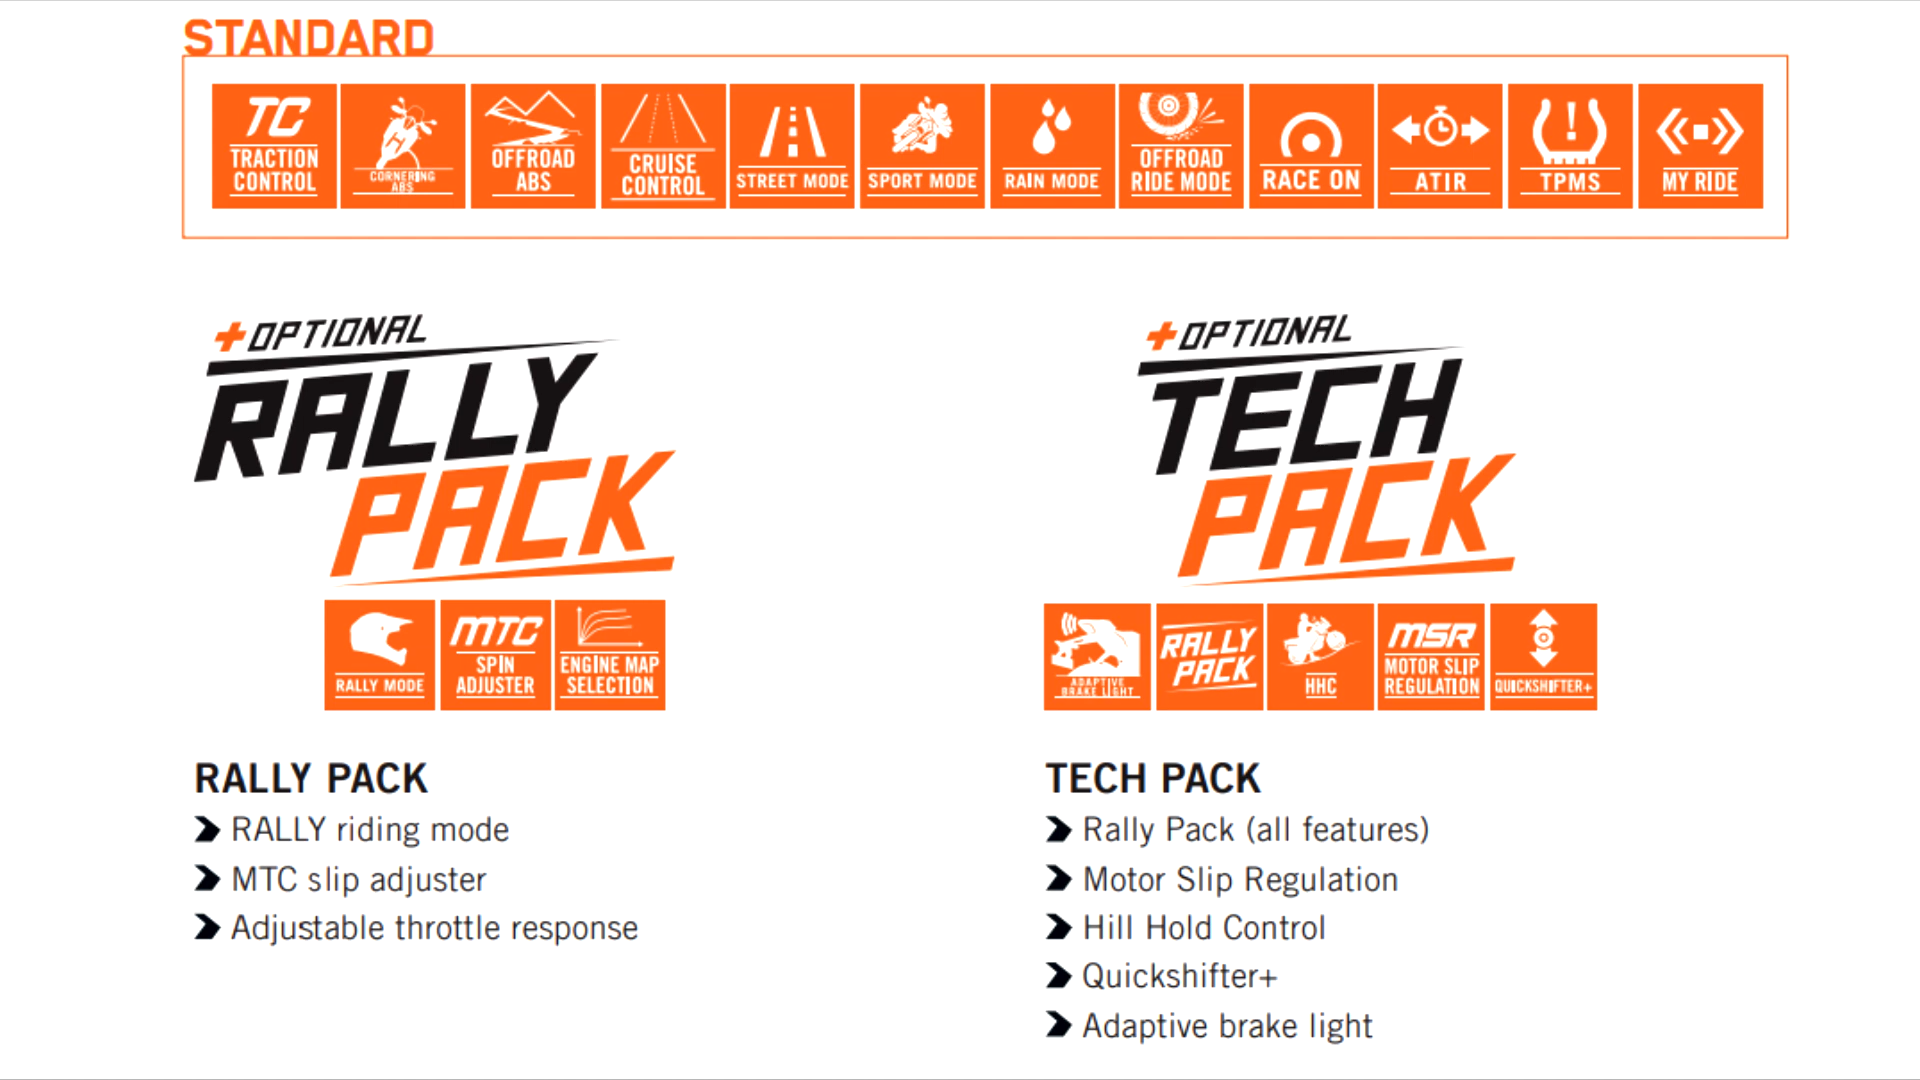 STANDARD
TC
TRACTION
CONTROL
CORNERING
ABS
OFFROAD
ABS
CRUISE
CONTROL
STREET MODE
SPORT MODE
RAIN MODE
OFFROAD
RIDE MODE
RACE ON
ATIR
TPMS
MY RIDE
+OPTIONAL
RALLY
PACK
RALLY MODE
MTC
SPIN
ADJUSTER
ENGINE MAP
SELECTION
RALLY PACK
RALLY riding mode
MTC slip adjuster
Adjustable throttle response
+OPTIONAL
TECH
PACK
ADAPTIVE
BRAKE LIGHT
RALLY
PACK
HHC
MSR
MOTOR SLIP
REGULATION
QUICKSHIFTER+
TECH PACK
Rally Pack (all features)
Motor Slip Regulation
Hill Hold Control
Quickshifter+
Adaptive brake light